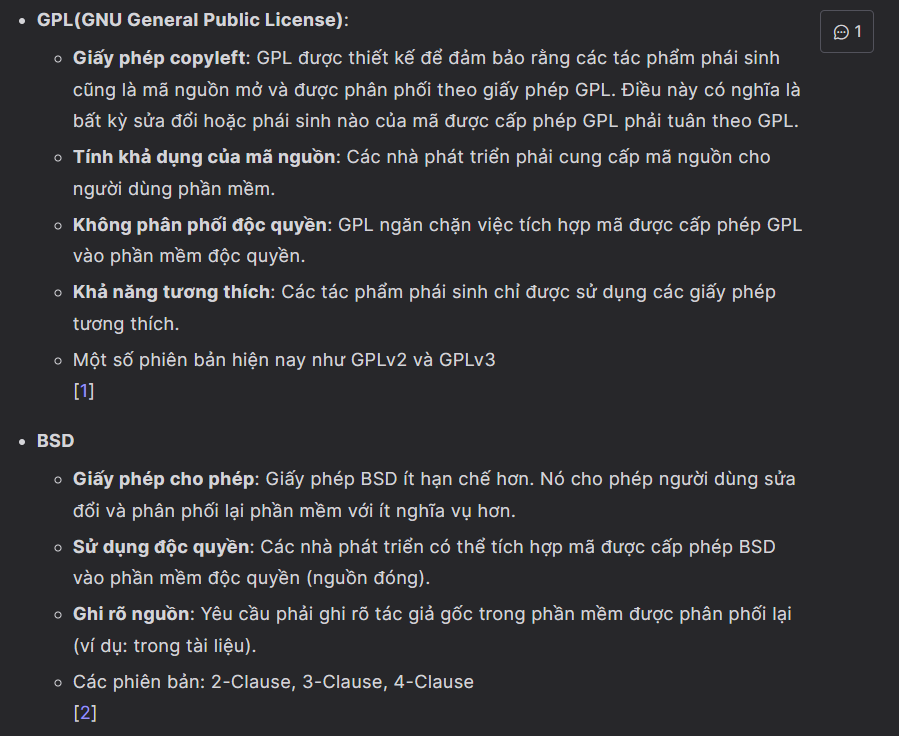 GPL(GNU General Public License):
1
Giấy phép copyleft: GPL được thiết kế để đảm bảo rằng các tác phẩm phái sinh
cũng là mã nguồn mở và được phân phối theo giấy phép GPL. Điều này có nghĩa là
bất kỳ sửa đổi hoặc phái sinh nào của mã được cấp phép GPL phải tuân theo GPL.
Tính khả dụng của mã nguồn: Các nhà phát triển phải cung cấp mã nguồn cho
người dùng phần mềm.
Không phân phối độc quyền: GPL ngăn chặn việc tích hợp mã được cấp phép GPL
vào phần mềm độc quyền.
Khả năng tương thích: Các tác phẩm phái sinh chỉ được sử dụng các giấy phép
tương thích.
Một số phiên bản hiện nay như GPLv2 và GPLv3
[1]
BSD
Giấy phép cho phép: Giấy phép BSD ít hạn chế hơn. Nó cho phép người dùng sửa
đổi và phân phối lại phần mềm với ít nghĩa vụ hơn.
Sử dụng độc quyền: Các nhà phát triển có thể tích hợp mã được cấp phép BSD
vào phần mềm độc quyền (nguồn đóng).
Ghi rõ nguồn: Yêu cầu phải ghi rõ tác giả gốc trong phần mềm được phân phối lại
(ví dụ: trong tài liệu).
Các phiên bản: 2-Clause, 3-Clause, 4-Clause
[2]